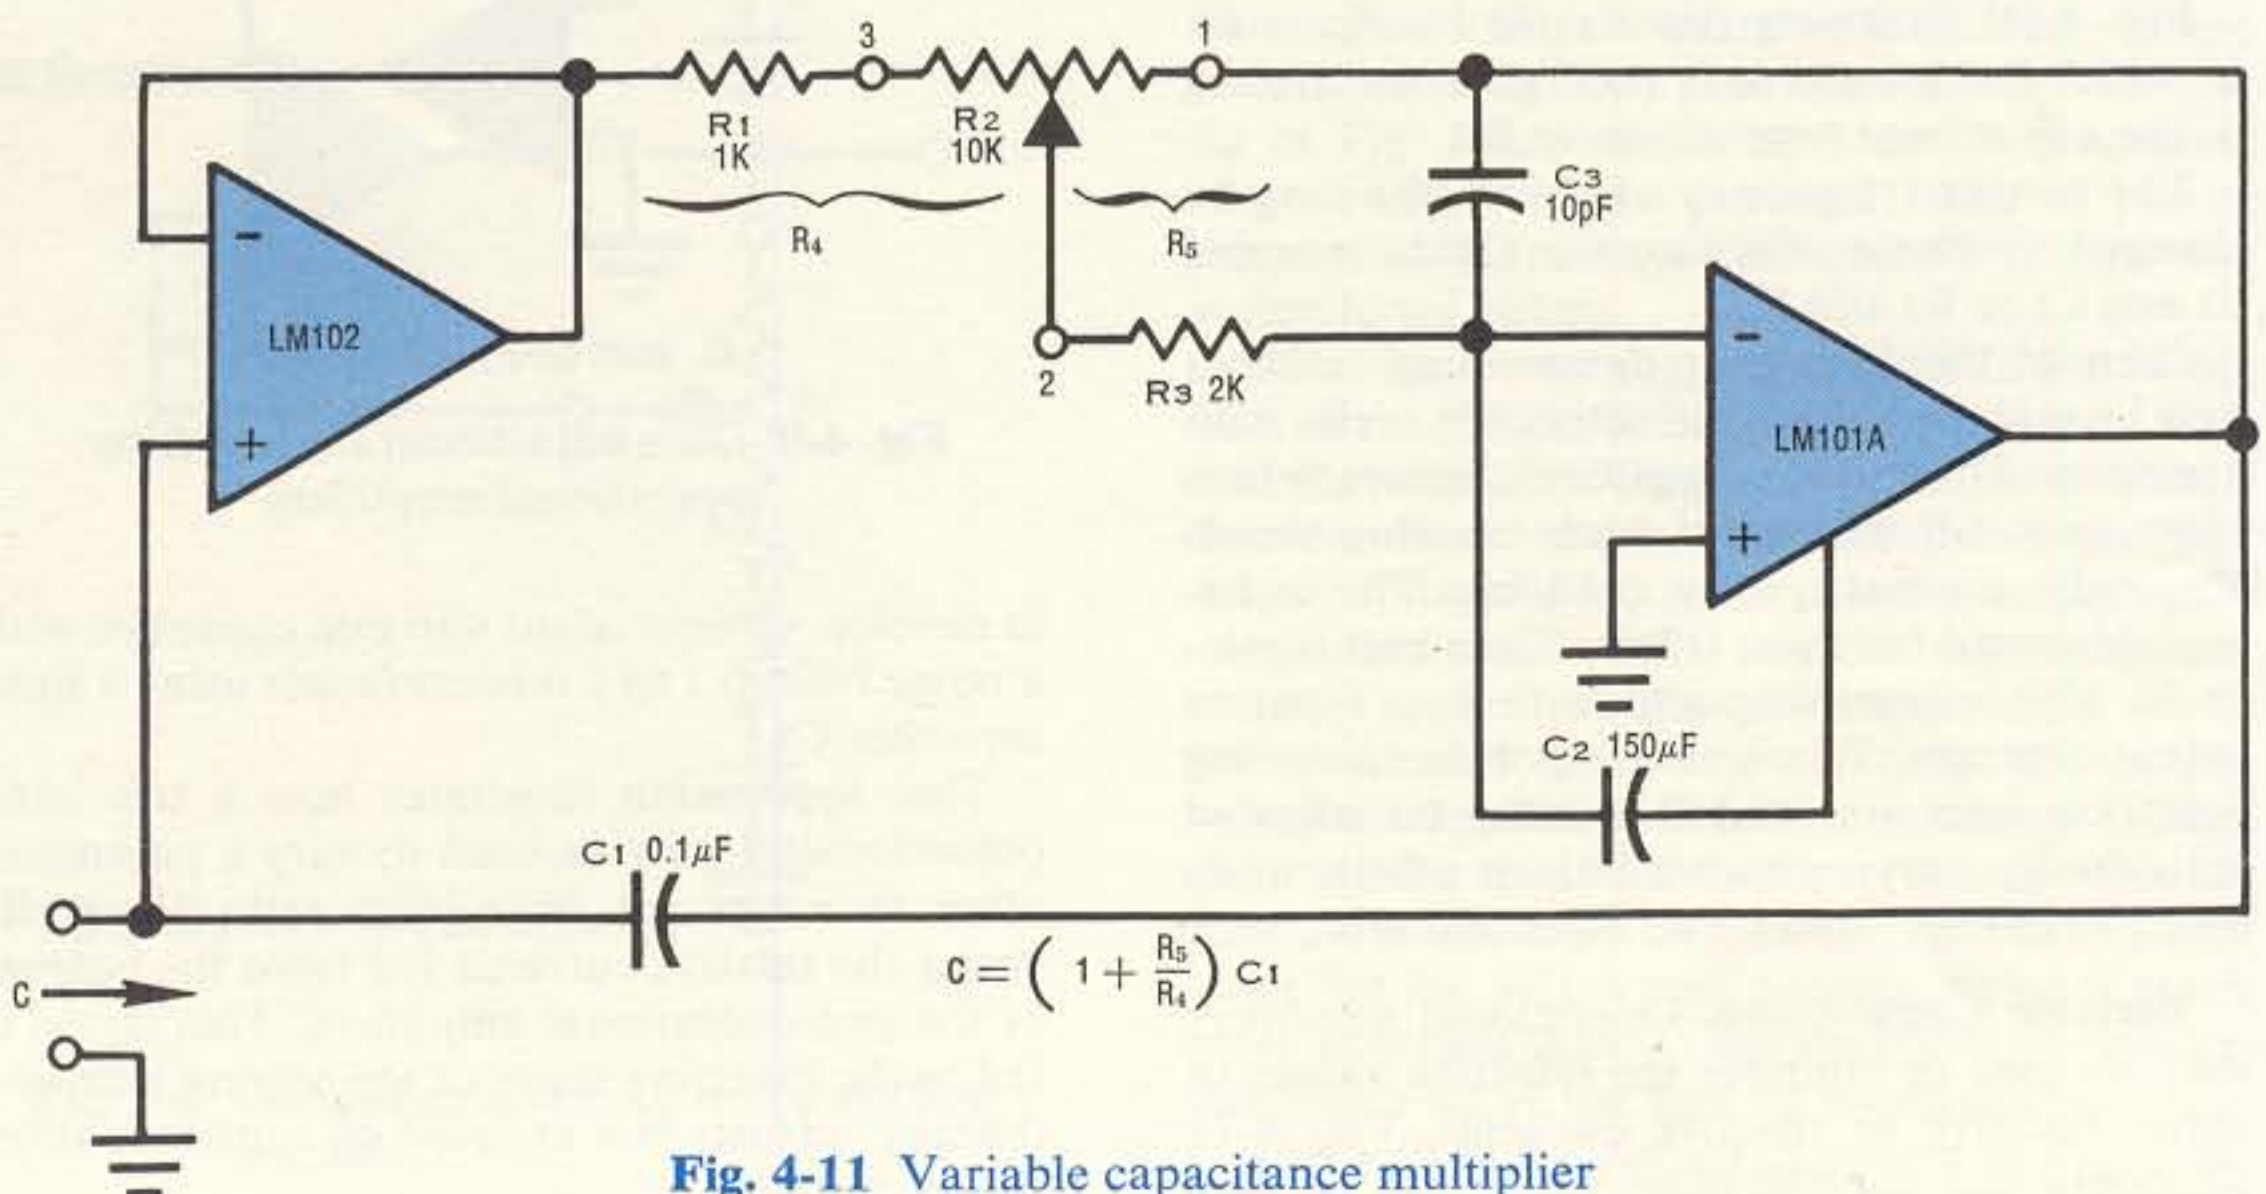 3
1
R1
1K
R2
10K
R4
R5
C3
10pF
-
LM102
+
2
R3 2K
-
LM101A
+
C2 150µF
C1 0.1µF
C = ( 1 + R5/R4 ) C1
C
Fig. 4-11 Variable capacitance multiplier